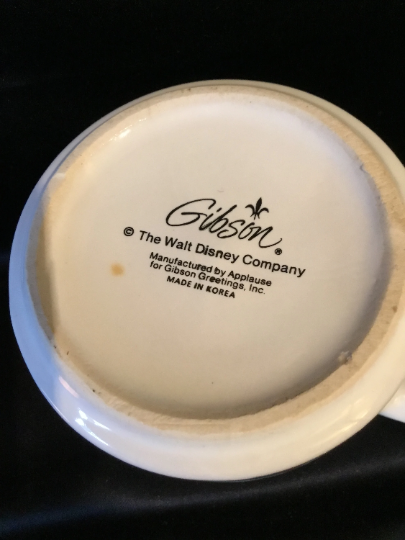 Gibson®
© The Walt Disney Company
Manufactured by Applause
for Gibson Greetings, Inc.
MADE IN KOREA